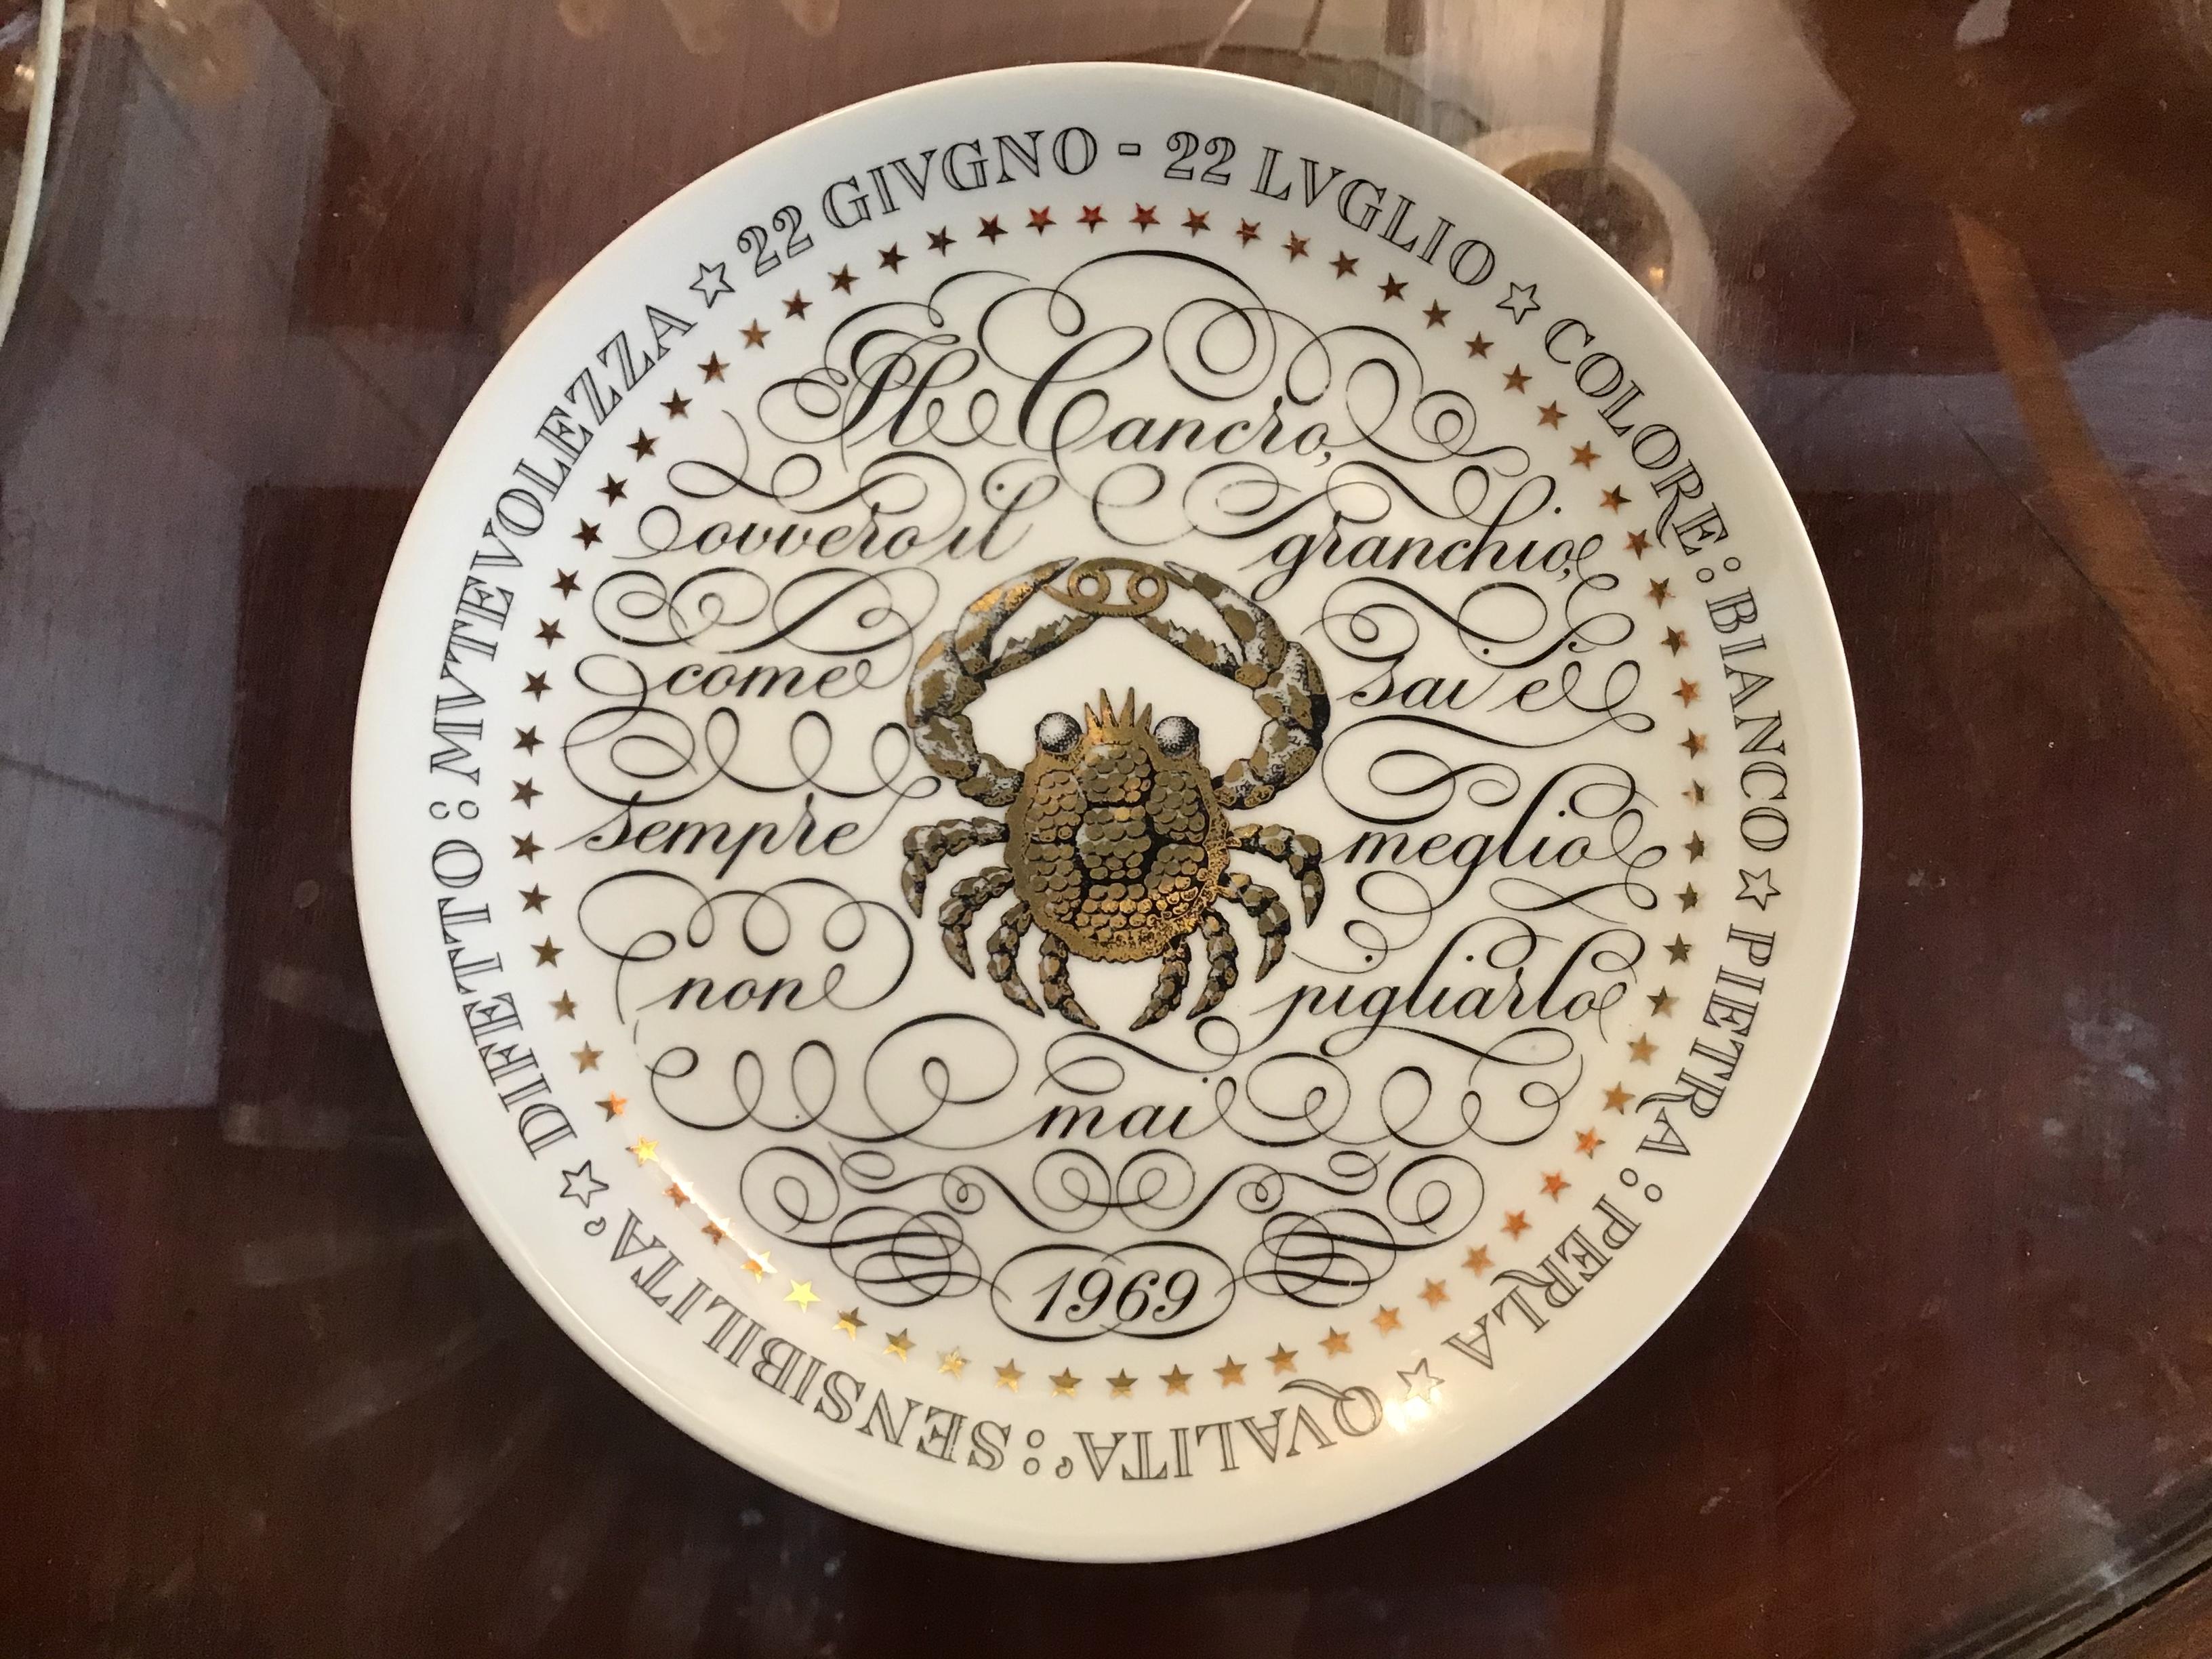 22 GIVGNO - 22 LVGLIO ☆ COLORE: BIANCO ☆ PIETRA: PERLA ☆ QVALITA': SENSIBILITA' ☆ DIFETTO: MVTEVOLEZZA ☆
Il Cancro,
ovvero il granchio,
come sai è
sempre meglio
non pigliarlo
mai
1969